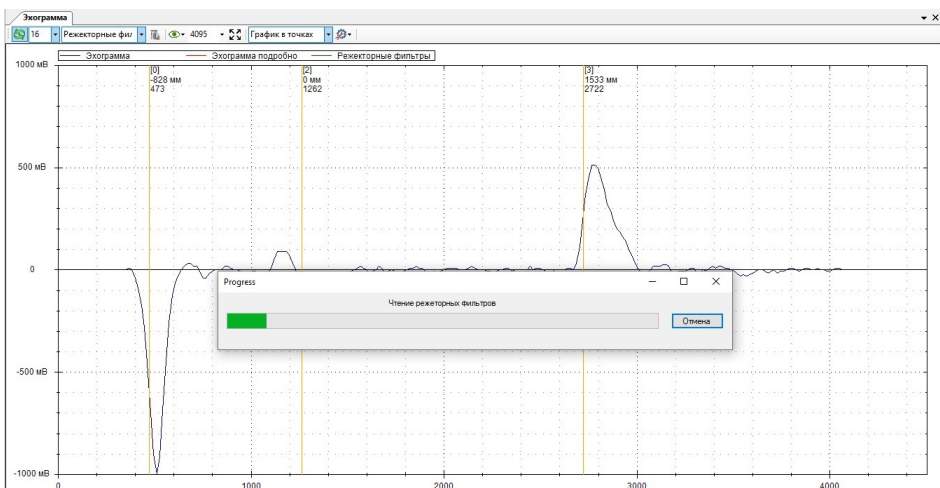 Эхограмма
16 Режекторные фил 4095 График в точках
Эхограмма Эхограмма подробно Режекторные фильтры
1000 мВ
[0]
-828 мм
473
[2]
0 мм
1262
[3]
1533 мм
2722
500 мВ
0
Progress
Чтение режеторных фильтров
Отмена
-500 мВ
-1000 мВ
0 1000 2000 3000 4000